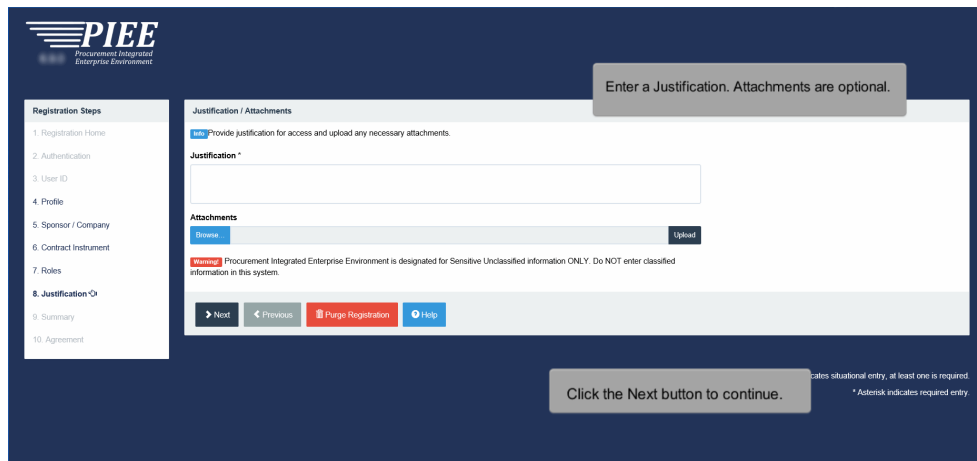 PIEE
Procurement Integrated
Enterprise Environment
Enter a Justification. Attachments are optional.
Registration Steps
1. Registration Home
2. Authentication
3. User ID
4. Profile
5. Sponsor / Company
6. Contract Instrument
7. Roles
8. Justification
9. Summary
10. Agreement
Justification / Attachments
Info Provide justification for access and upload any necessary attachments.
Justification *
Attachments
Browse... Upload
Warning! Procurement Integrated Enterprise Environment is designated for Sensitive Unclassified information ONLY. Do NOT enter classified
information in this system.
Next Previous Purge Registration Help
Click the Next button to continue.
situational entry, at least one is required.
* Asterisk indicates required entry.